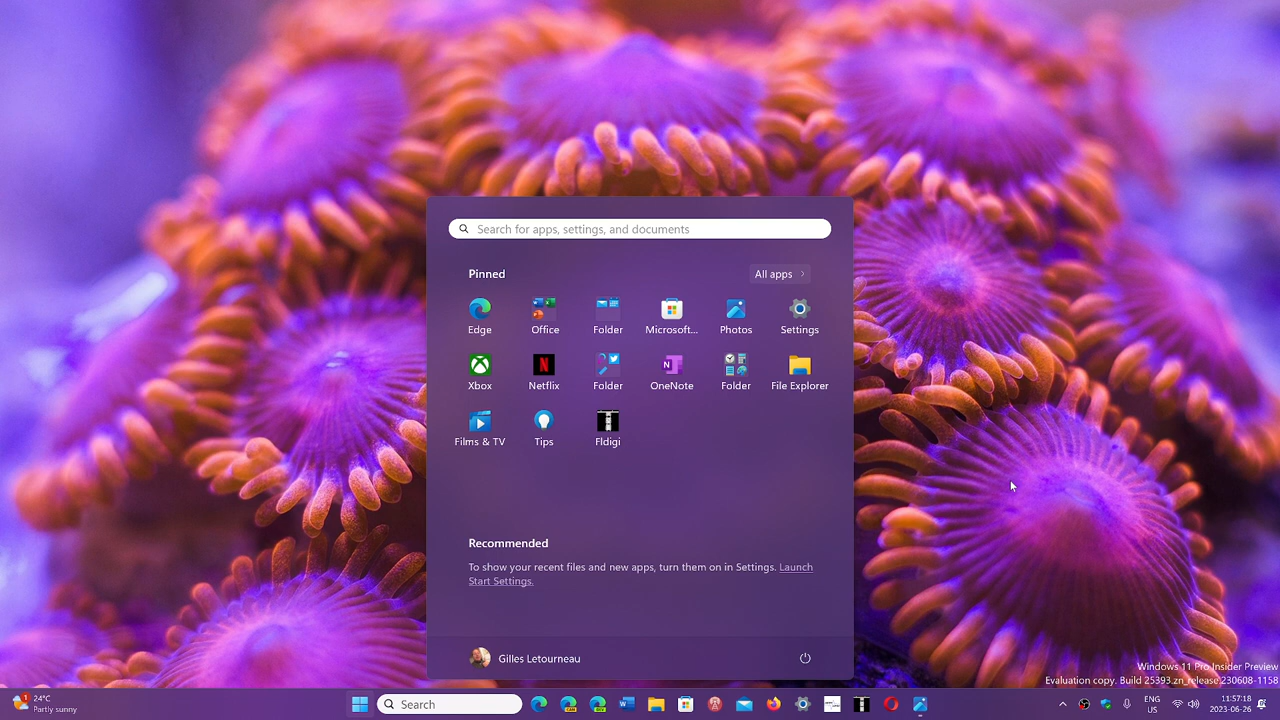 Search for apps, settings, and documents
Pinned
All apps
Edge
Office
Folder
Microsoft...
Photos
Settings
Xbox
Netflix
Folder
OneNote
Folder
File Explorer
Films & TV
Tips
Fldigi
Recommended
To show your recent files and new apps, turn them on in Settings. Launch
Start Settings.
Gilles Letourneau
Windows 11 Pro Insider Preview
Evaluation copy. Build 25393.zn_release.230608-1158
1
24°C
Partly sunny
Search
ENG
US
11:57:18
2023-06-26